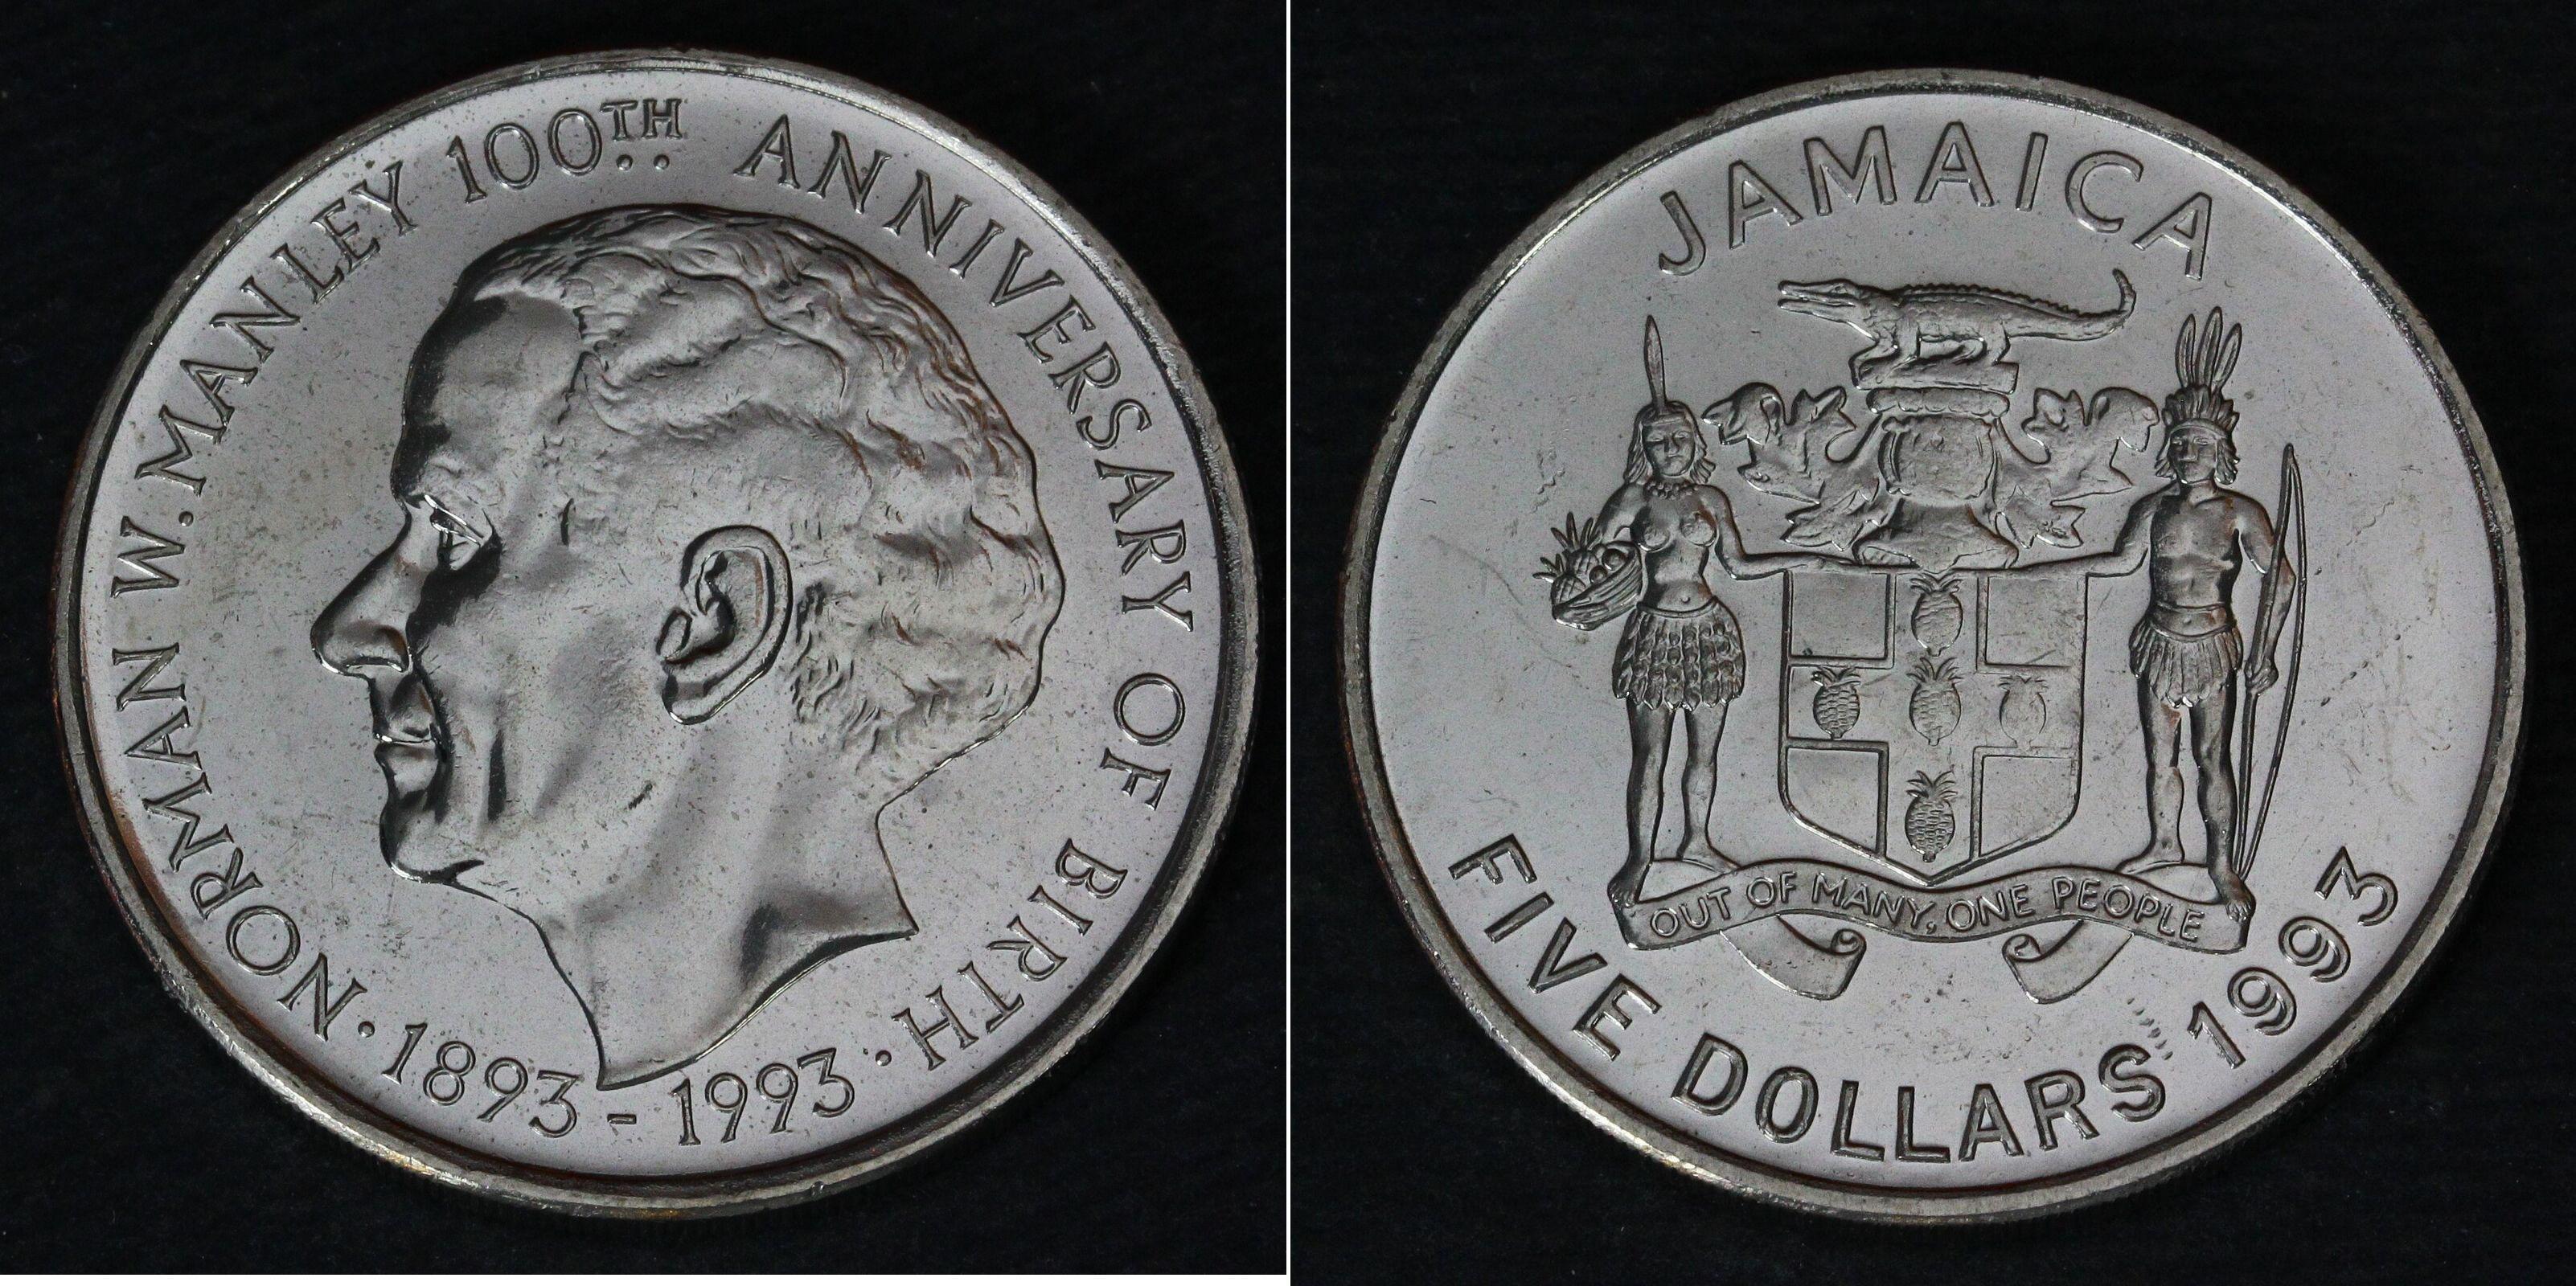 NORMAN W. MANLEY 100TH ANNIVERSARY OF BIRTH
· 1893 - 1993 ·
JAMAICA
OUT OF MANY, ONE PEOPLE
FIVE DOLLARS 1993